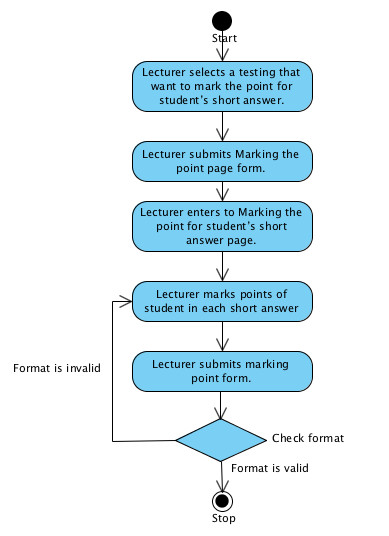 Start
Lecturer selects a testing that
want to mark the point for
student's short answer.
Lecturer submits Marking the
point page form.
Lecturer enters to Marking the
point for student's short
answer page.
Lecturer marks points of
student in each short answer
Format is invalid
Lecturer submits marking
point form.
Check format
Format is valid
Stop